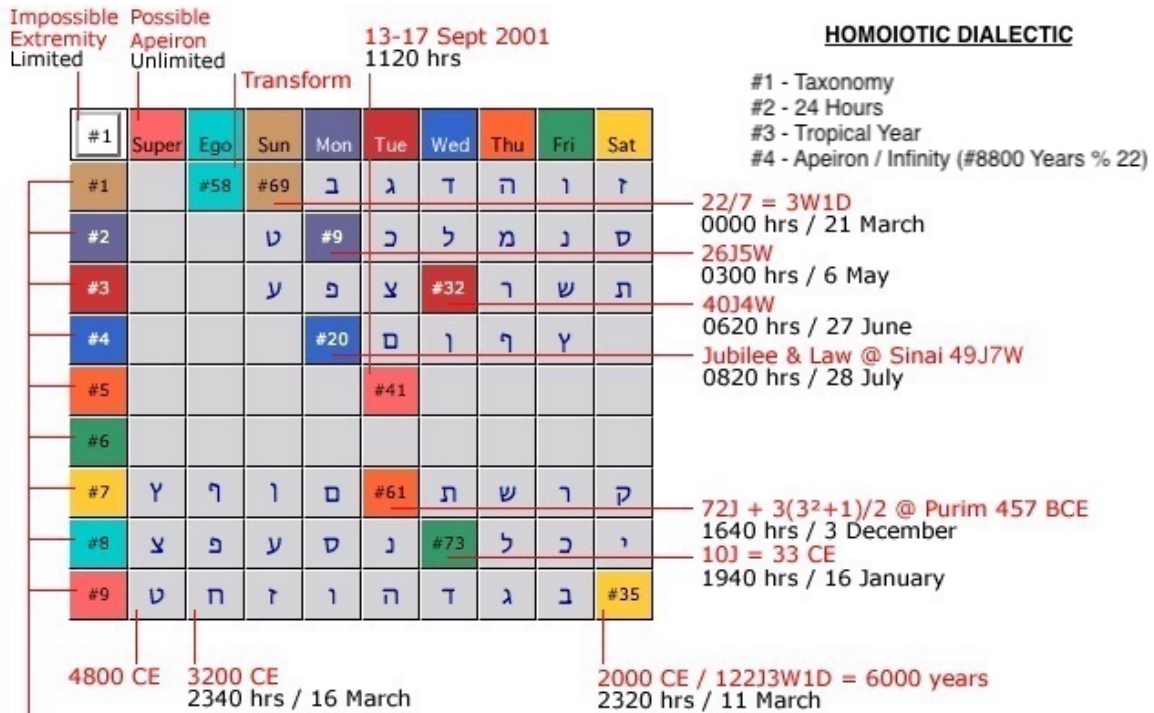 Impossible Extremity
Limited
Possible Apeiron
Unlimited
Transform
13-17 Sept 2001
1120 hrs
HOMOIOTIC DIALECTIC
#1 - Taxonomy
#2 - 24 Hours
#3 - Tropical Year
#4 - Apeiron / Infinity (#8800 Years % 22)
#1 Super Ego Sun Mon Tue Wed Thu Fri Sat
#1 #58 #69 ב ג ד ה ו ז
#2 ט #9 כ ל מ נ ס
#3 ע פ צ #32 ר ש ת
#4 #20 ם ן ף ץ
#5 #41
#6
#7 ץ ף ן ם #61 ת ש ר ק
#8 צ פ ע ס נ #73 ל כ י
#9 ט ח ז ו ה ד ג ב #35
22/7 = 3W1D
0000 hrs / 21 March
26J5W
0300 hrs / 6 May
40J4W
0620 hrs / 27 June
Jubilee & Law @ Sinai 49J7W
0820 hrs / 28 July
72J + 3(3²+1)/2 @ Purim 457 BCE
1640 hrs / 3 December
10J = 33 CE
1940 hrs / 16 January
4800 CE
3200 CE
2340 hrs / 16 March
2000 CE / 122J3W1D = 6000 years
2320 hrs / 11 March